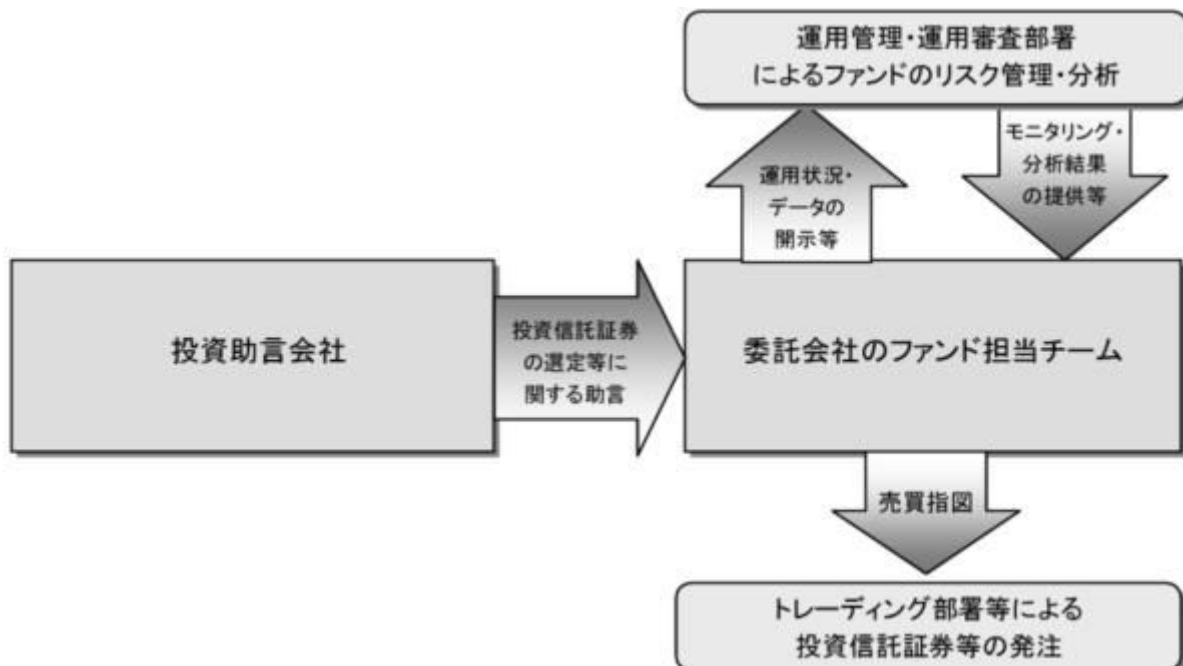 運用管理・運用審査部署
によるファンドのリスク管理・分析
運用状況・
データの
開示等
モニタリング・
分析結果
の提供等
投資助言会社
投資信託証券
の選定等に
関する助言
委託会社のファンド担当チーム
売買指図
トレーディング部署等による
投資信託証券等の発注